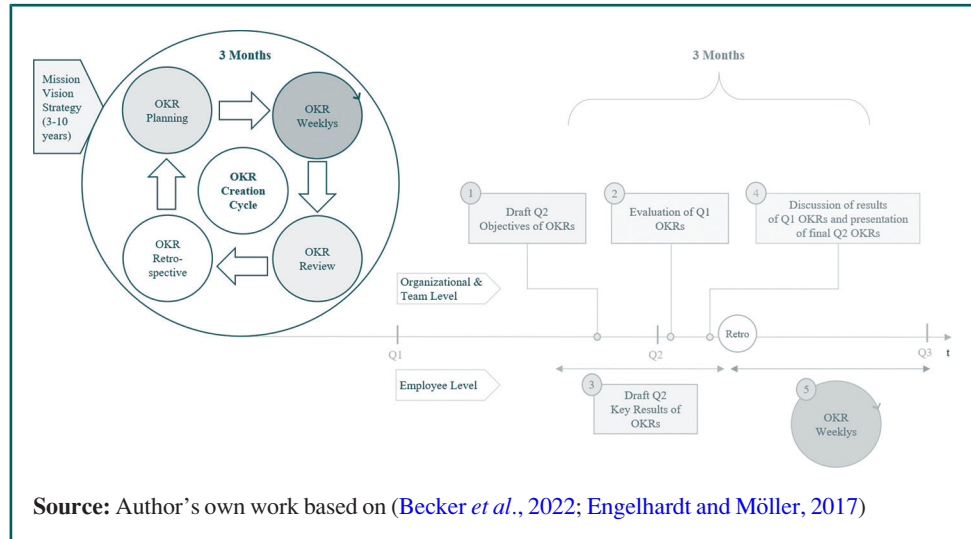 3 Months
Mission
Vision
Strategy
(3-10
years)
OKR
Planning
OKR
Weeklys
OKR
Creation
Cycle
OKR
Retro-
spective
OKR
Review
3 Months
1
Draft Q2
Objectives of OKRs
2
Evaluation of Q1
OKRs
4
Discussion of results
of Q1 OKRs and presentation
of final Q2 OKRs
Organizational &
Team Level
Retro
Q1
Q2
Q3
t
Employee Level
3
Draft Q2
Key Results of
OKRs
5
OKR
Weeklys
Source: Author's own work based on (Becker et al., 2022; Engelhardt and Möller, 2017)